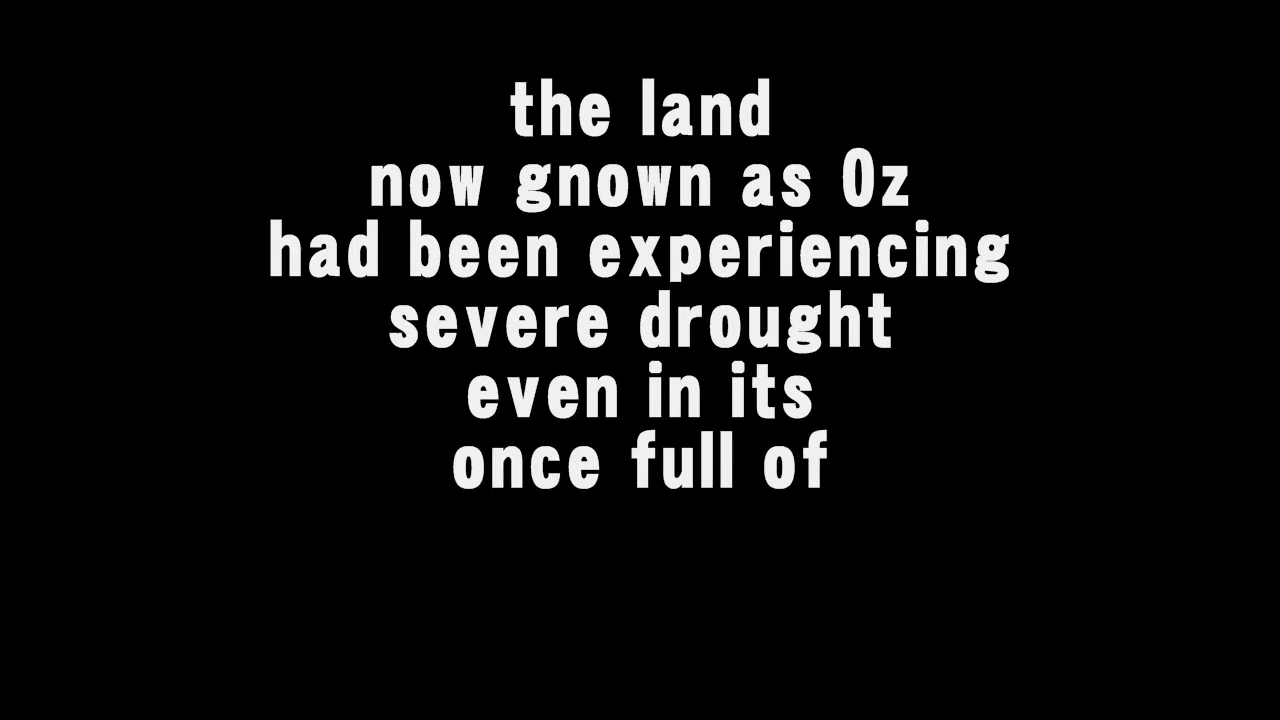 the land
now gnown as Oz
had been experiencing
severe drought
even in its
once full of